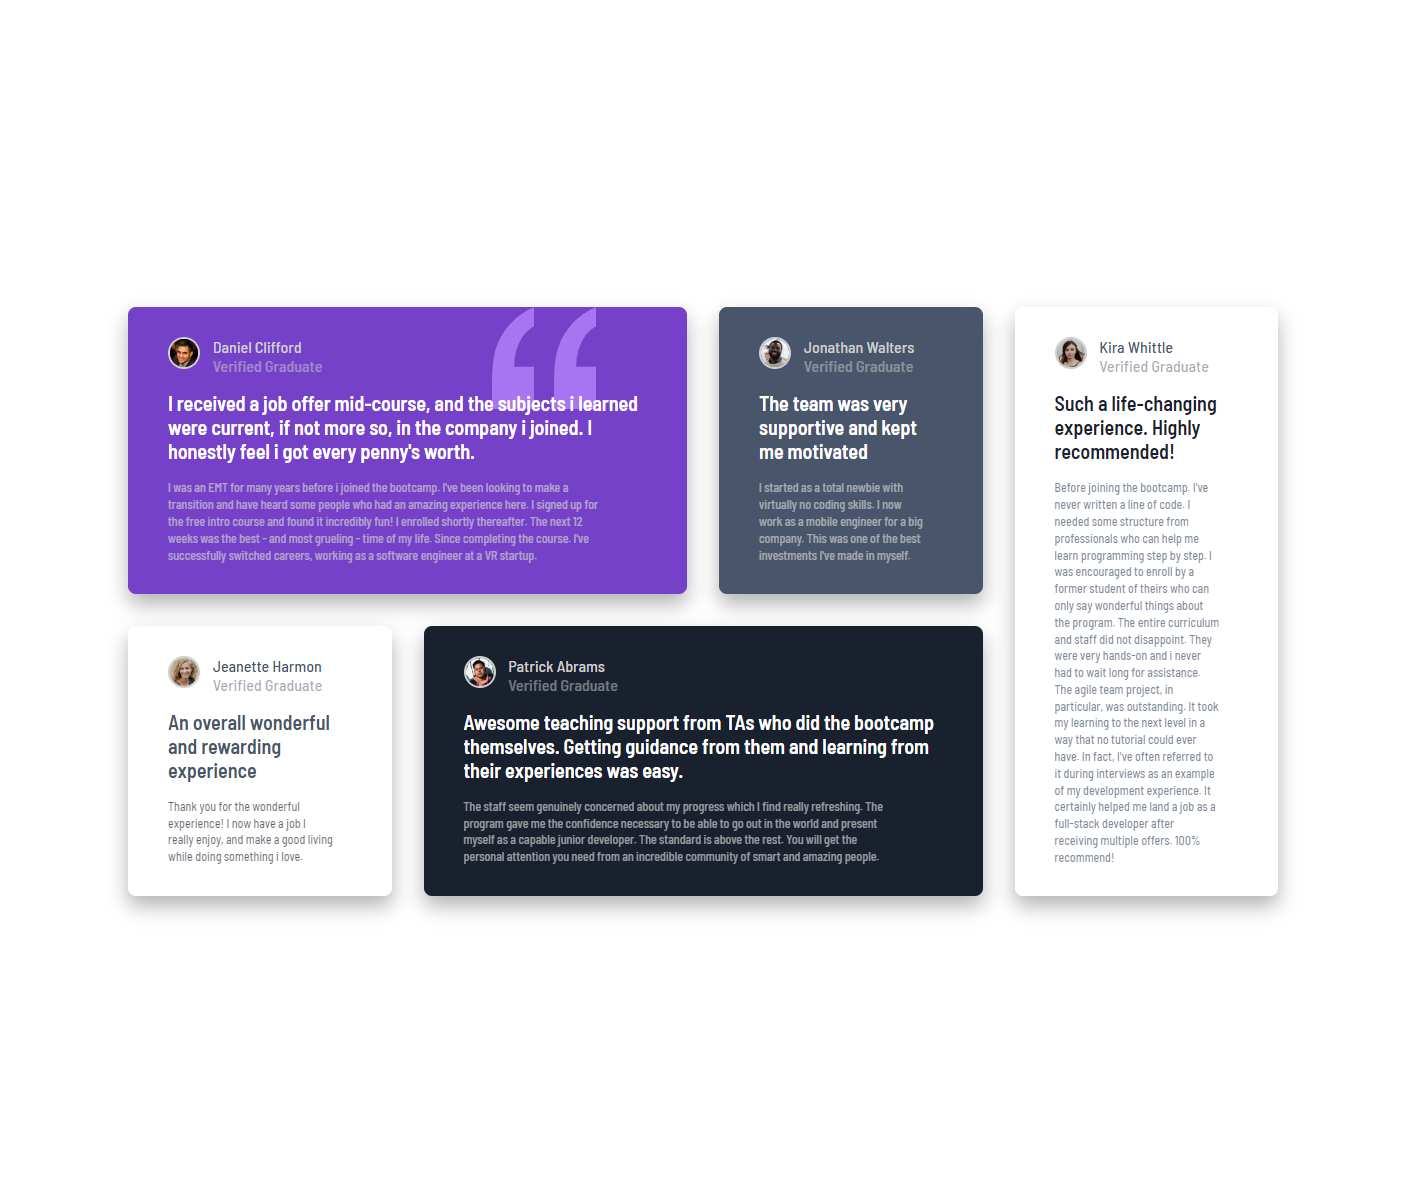 Daniel Clifford
Verified Graduate
I received a job offer mid-course, and the subjects i learned
were current, if not more so, in the company i joined. I
honestly feel i got every penny's worth.
I was an EMT for many years before i joined the bootcamp. I've been looking to make a
transition and have heard some people who had an amazing experience here. I signed up for
the free intro course and found it incredibly fun! I enrolled shortly thereafter. The next 12
weeks was the best - and most grueling - time of my life. Since completing the course. I've
successfully switched careers, working as a software engineer at a VR startup.
Jonathan Walters
Verified Graduate
The team was very
supportive and kept
me motivated
I started as a total newbie with
virtually no coding skills. I now
work as a mobile engineer for a big
company. This was one of the best
investments I've made in myself.
Kira Whittle
Verified Graduate
Such a life-changing
experience. Highly
recommended!
Before joining the bootcamp. I've
never written a line of code. I
needed some structure from
professionals who can help me
learn programming step by step. I
was encouraged to enroll by a
former student of theirs who can
only say wonderful things about
the program. The entire curriculum
and staff did not disappoint. They
were very hands-on and i never
had to wait long for assistance.
The agile team project, in
particular, was outstanding. It took
my learning to the next level in a
way that no tutorial could ever
have. In fact, I've often referred to
it during interviews as an example
of my development experience. It
certainly helped me land a job as a
full-stack developer after
receiving multiple offers. 100%
recommend!
Jeanette Harmon
Verified Graduate
An overall wonderful
and rewarding
experience
Thank you for the wonderful
experience! I now have a job I
really enjoy, and make a good living
while doing something i love.
Patrick Abrams
Verified Graduate
Awesome teaching support from TAs who did the bootcamp
themselves. Getting guidance from them and learning from
their experiences was easy.
The staff seem genuinely concerned about my progress which I find really refreshing. The
program gave me the confidence necessary to be able to go out in the world and present
myself as a capable junior developer. The standard is above the rest. You will get the
personal attention you need from an incredible community of smart and amazing people.